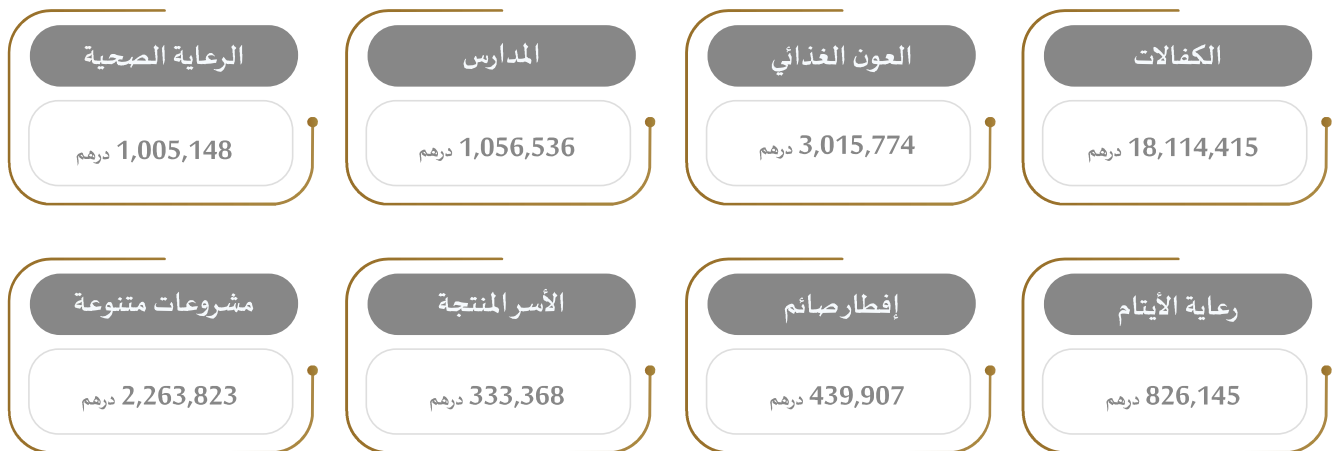 الكفالات
18,114,415 درهم
العون الغذائي
3,015,774 درهم
المدارس
1,056,536 درهم
الرعاية الصحية
1,005,148 درهم
رعاية الأيتام
826,145 درهم
إفطار صائم
439,907 درهم
الأسر المنتجة
333,368 درهم
مشروعات متنوعة
2,263,823 درهم